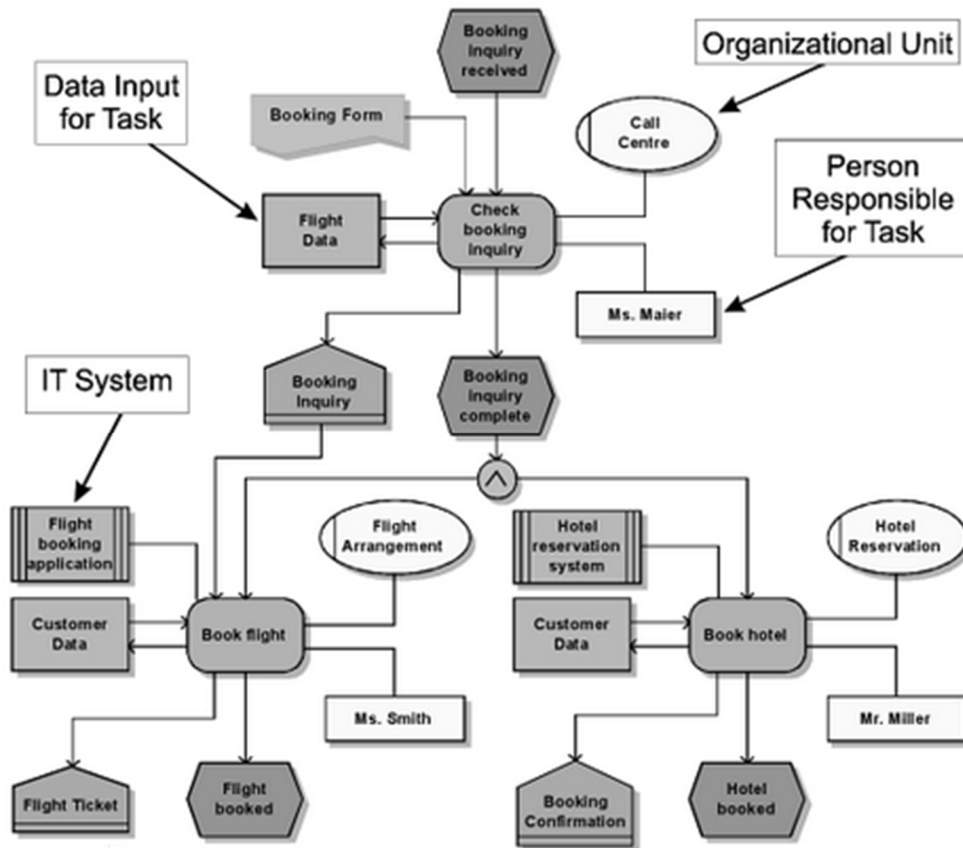 Booking
Inquiry
received
Organizational Unit
Data Input
for Task
Booking Form
Call
Centre
Person
Responsible
for Task
Flight
Data
Check
booking
inquiry
Ms. Maier
IT System
Booking
Inquiry
Booking
inquiry
complete
Flight
booking
application
Flight
Arrangement
Hotel
reservation
system
Hotel
Reservation
Customer
Data
Book flight
Customer
Data
Book hotel
Ms. Smith
Mr. Miller
Flight Ticket
Flight
booked
Booking
Confirmation
Hotel
booked